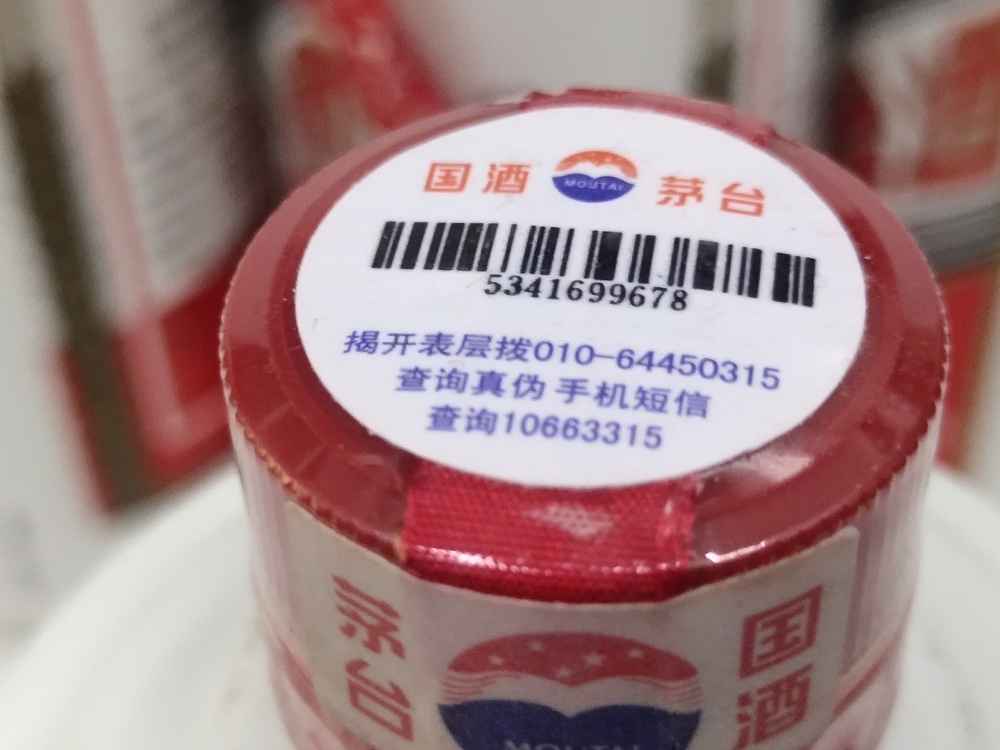 国酒 MOUTAI 茅台
5341699678
揭开表层拨010-64450315
查询真伪 手机短信
查询10663315
茅台
国酒
MOUTAI